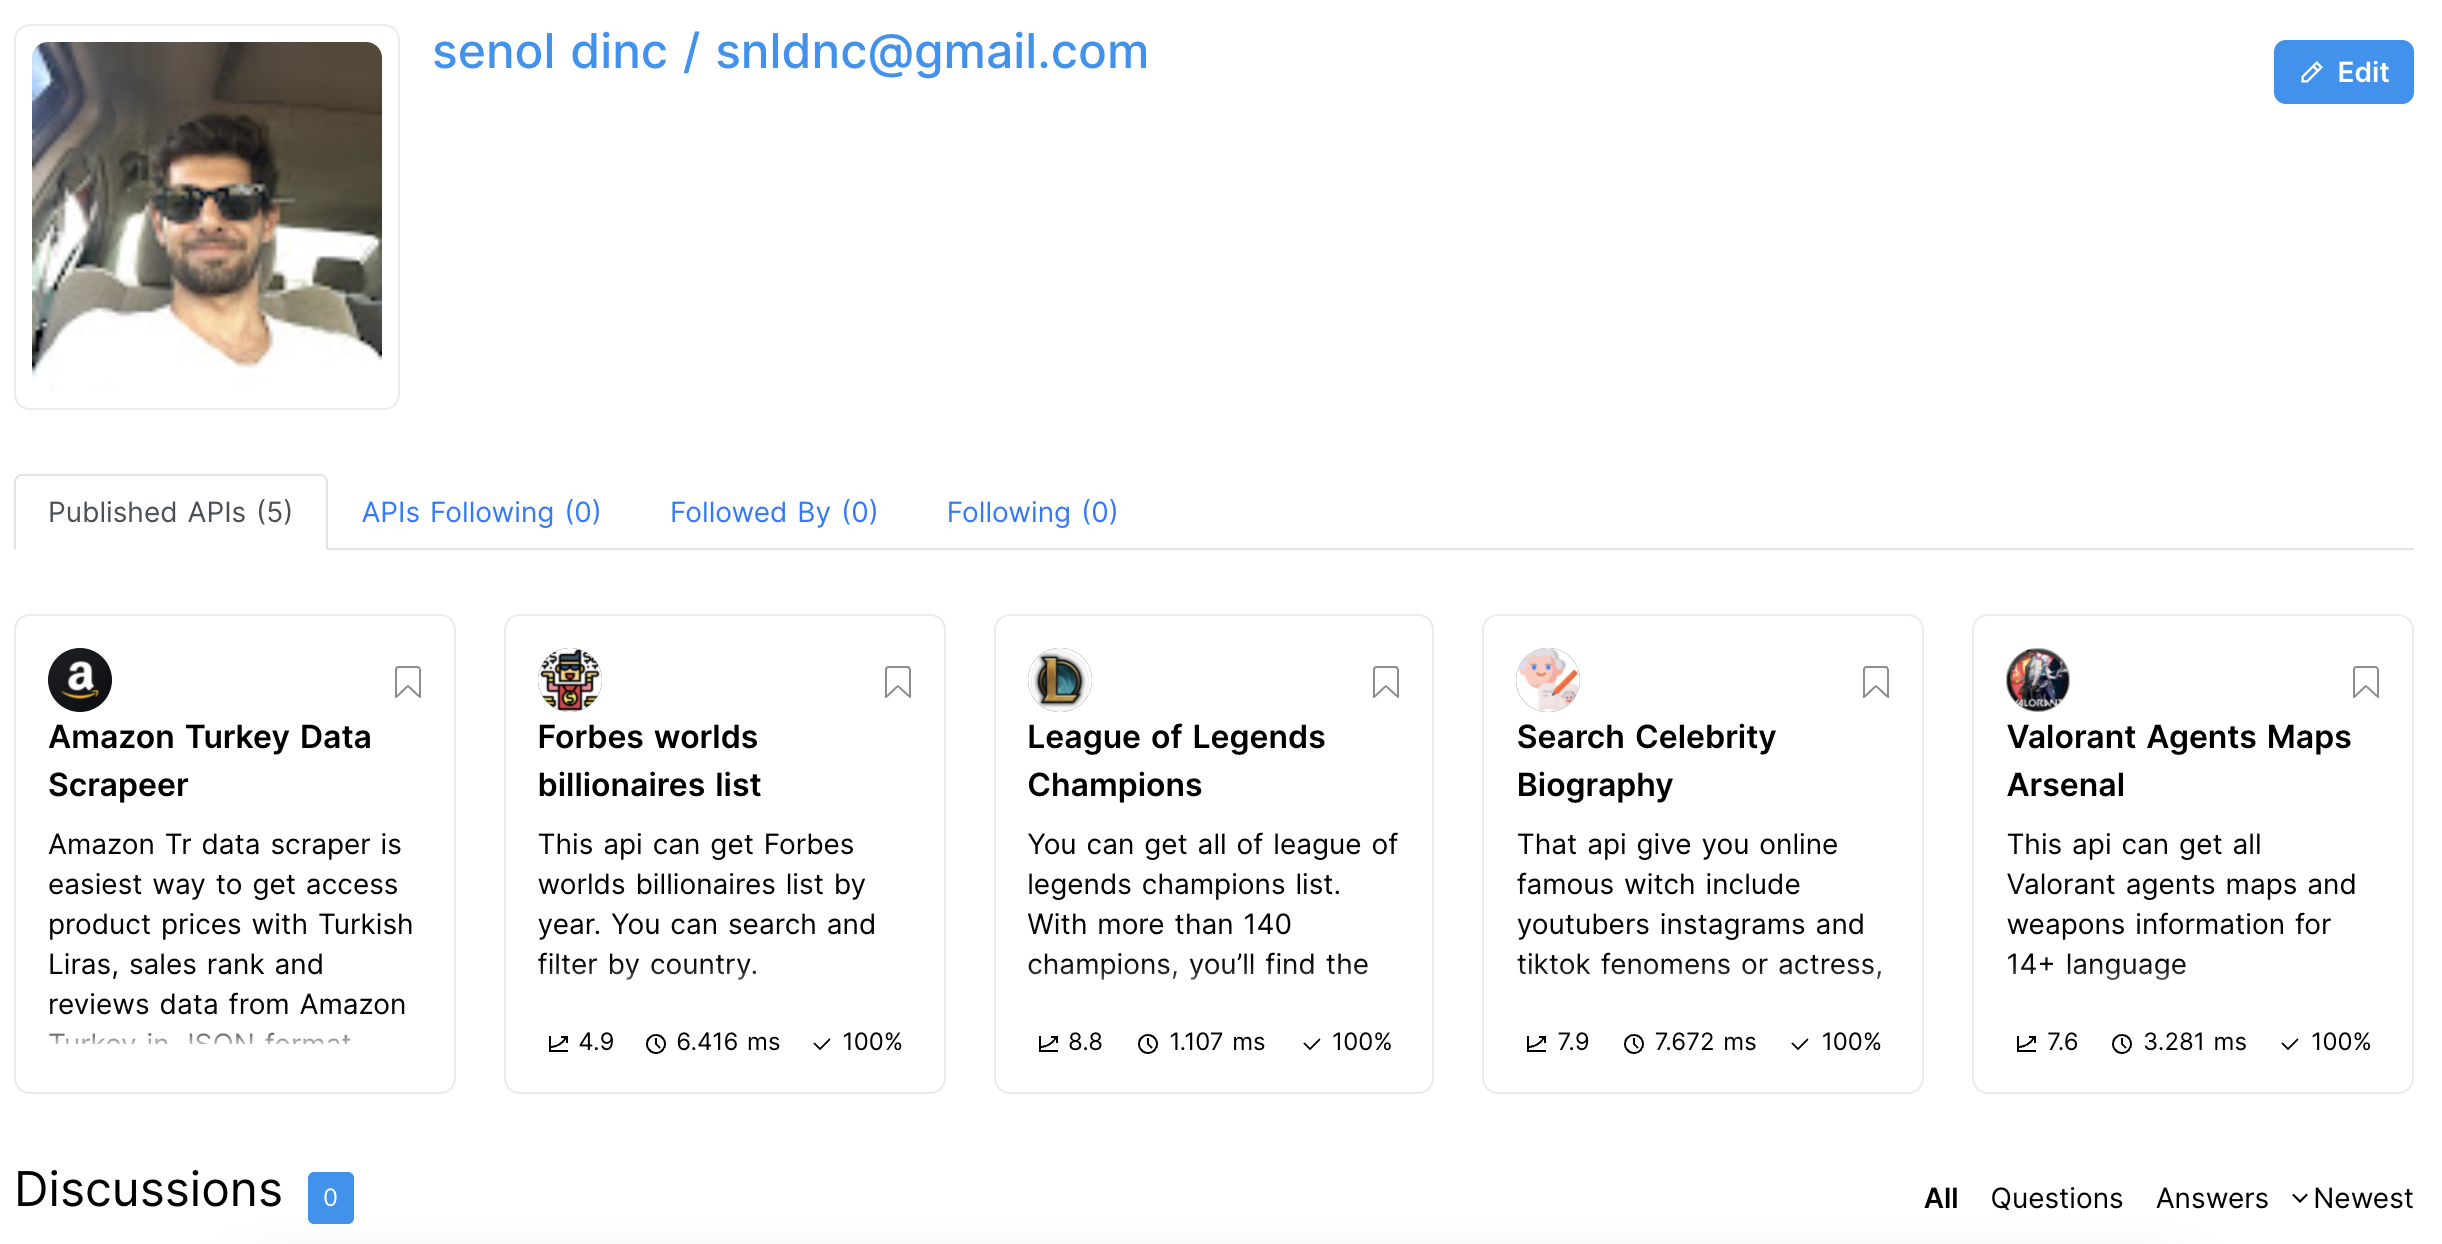 senol dinc / snldnc@gmail.com
Edit
Published APIs (5)
APIs Following (0)
Followed By (0)
Following (0)
a
Amazon Turkey Data
Scrapeer
Amazon Tr data scraper is
easiest way to get access
product prices with Turkish
Liras, sales rank and
reviews data from Amazon
Turkey in JSON format
Forbes worlds
billionaires list
This api can get Forbes
worlds billionaires list by
year. You can search and
filter by country.
4.9 6.416 ms 100%
L
League of Legends
Champions
You can get all of league of
legends champions list.
With more than 140
champions, you’ll find the
8.8 1.107 ms 100%
Search Celebrity
Biography
That api give you online
famous witch include
youtubers instagrams and
tiktok fenomens or actress,
7.9 7.672 ms 100%
VALORANT
Valorant Agents Maps
Arsenal
This api can get all
Valorant agents maps and
weapons information for
14+ language
7.6 3.281 ms 100%
Discussions 0
All Questions Answers Newest